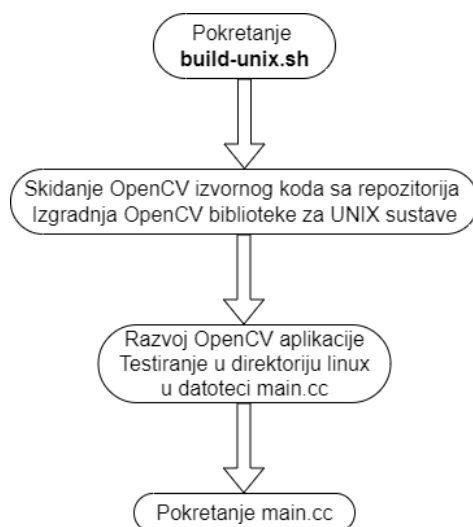 Pokretanje
build-unix.sh
Skidanje OpenCV izvornog koda sa repozitorija
Izgradnja OpenCV biblioteke za UNIX sustave
Razvoj OpenCV aplikacije
Testiranje u direktoriju linux
u datoteci main.cc
Pokretanje main.cc